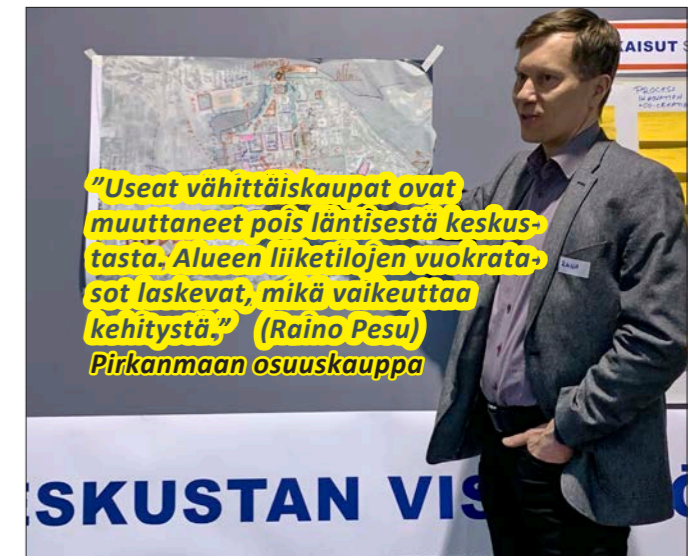 KAISUT
PROCESS
”Useat vähittäiskaupat ovat
muuttaneet pois läntisestä keskus-
tasta. Alueen liiketilojen vuokrata-
sot laskevat, mikä vaikeuttaa
kehitystä.” (Raino Pesu)
Pirkanmaan osuuskauppa
ESKUSTAN VIS